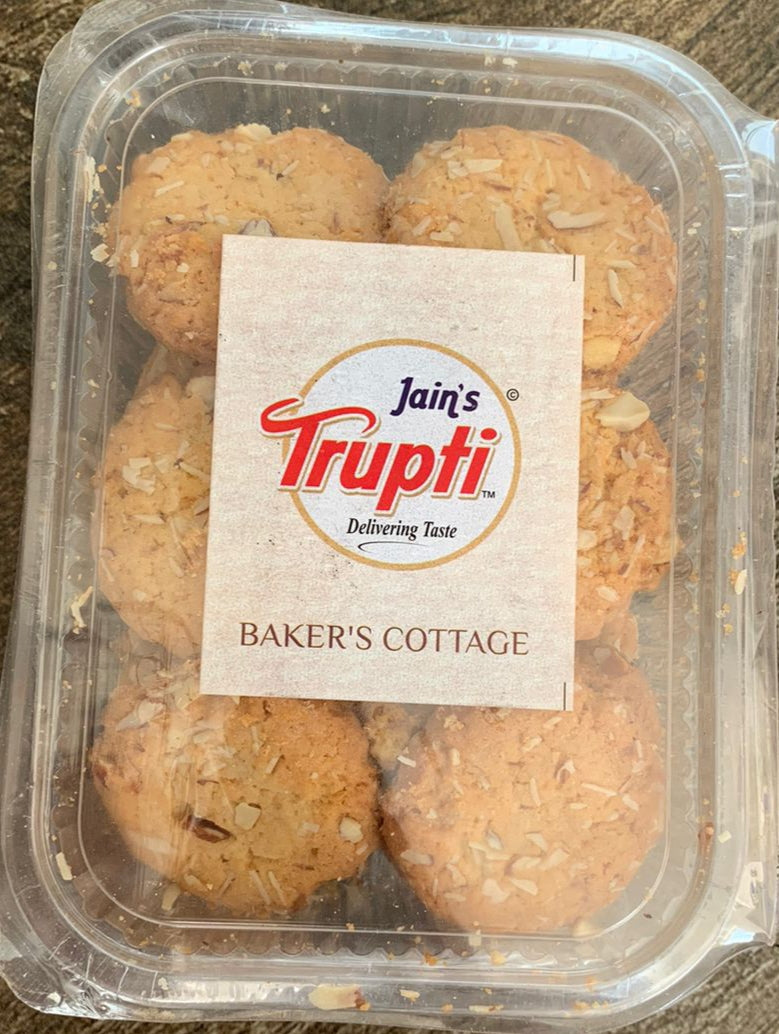 Jain's ©
Trupti ™
Delivering Taste
BAKER'S COTTAGE